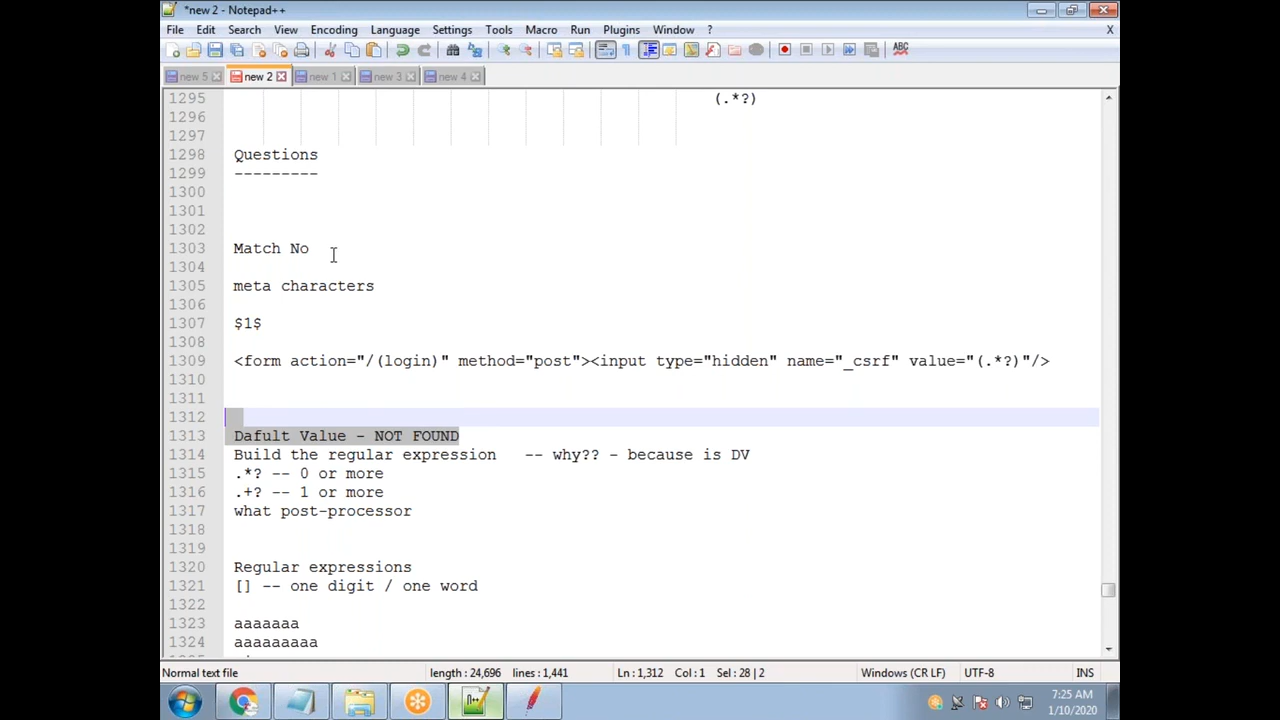 *new 2 - Notepad++
File Edit Search View Encoding Language Settings Tools Macro Run Plugins Window ? X
ABC
new 5 new 2 new 1 new 3 new 4
1295 (.*?)
1296
1297
1298 Questions
1299 ---------
1300
1301
1302
1303 Match No
1304
1305 meta characters
1306
1307 $1$
1308
1309 <form action="/(login)" method="post"><input type="hidden" name="_csrf" value="(.*?)"/>
1310
1311
1312
1313 Dafult Value - NOT FOUND
1314 Build the regular expression -- why?? - because is DV
1315 .*? -- 0 or more
1316 .+? -- 1 or more
1317 what post-processor
1318
1319
1320 Regular expressions
1321 [] -- one digit / one word
1322
1323 aaaaaaa
1324 aaaaaaaaa
Normal text file length : 24,696 lines : 1,441 Ln : 1,312 Col : 1 Sel : 28 | 2 Windows (CR LF) UTF-8 INS
7:25 AM
1/10/2020